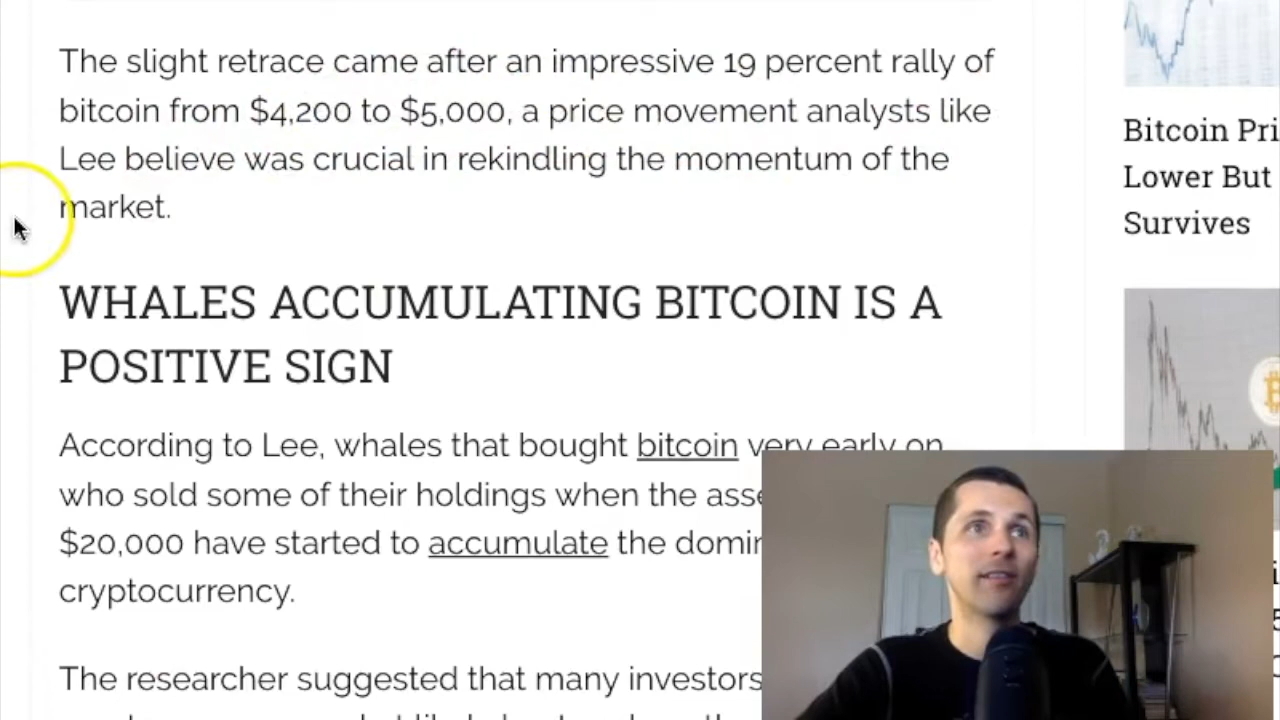 The slight retrace came after an impressive 19 percent rally of
bitcoin from $4,200 to $5,000, a price movement analysts like
Lee believe was crucial in rekindling the momentum of the
market.
WHALES ACCUMULATING BITCOIN IS A
POSITIVE SIGN
According to Lee, whales that bought bitcoin very early on
who sold some of their holdings when the
$20,000 have started to accumulate the
cryptocurrency.
The researcher suggested that many investors
Bitcoin
Lower But
Survives